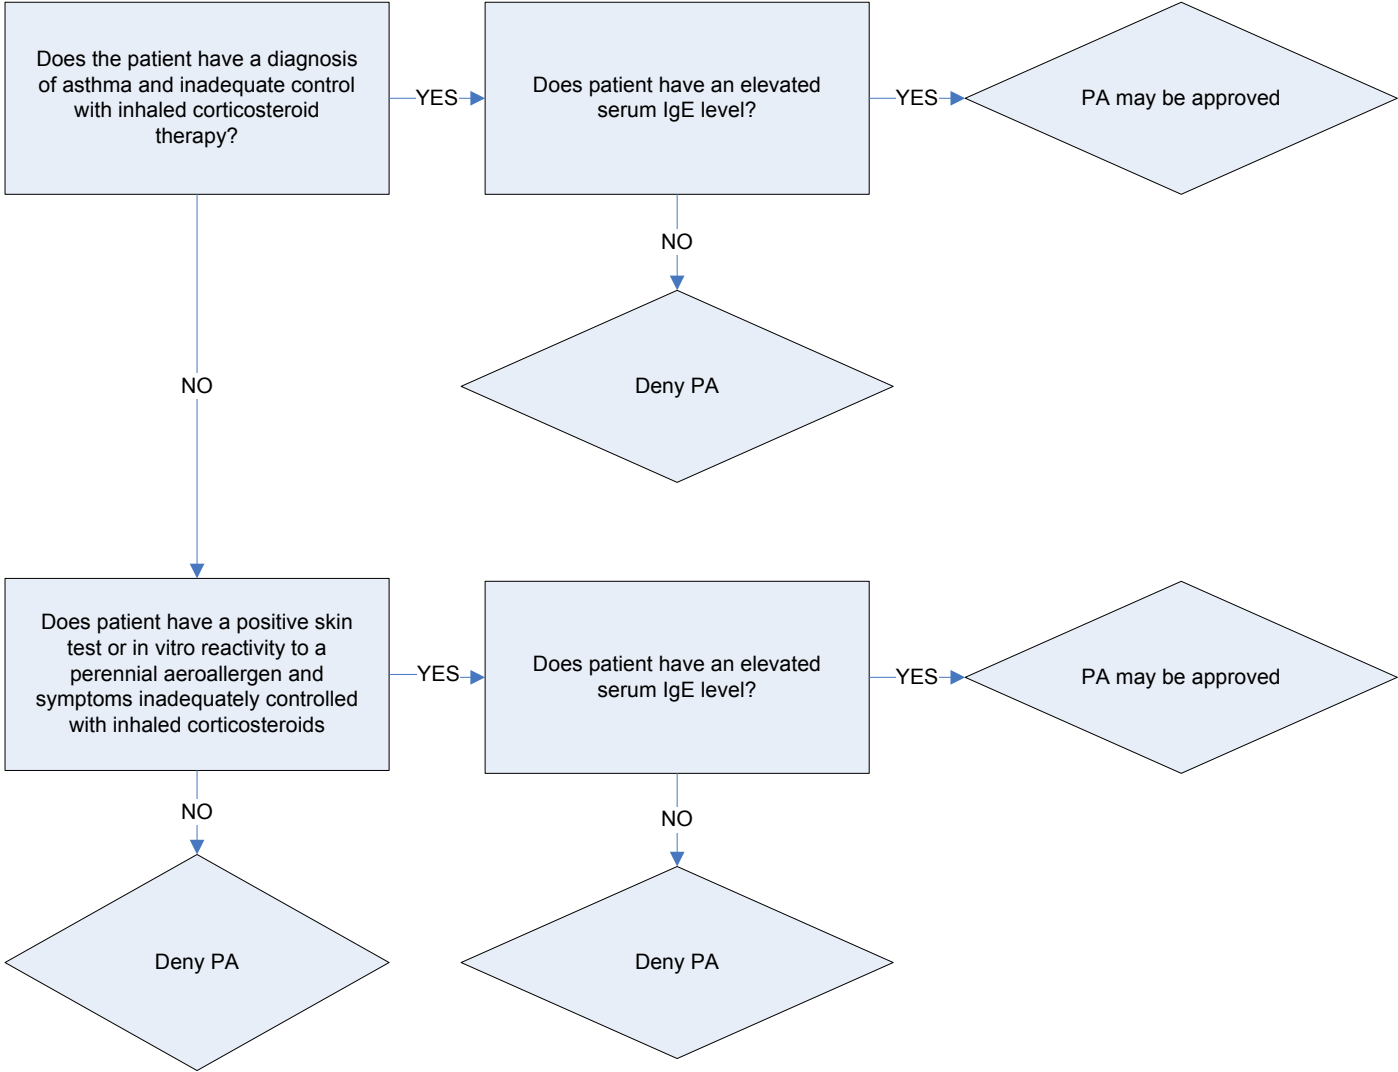 Does the patient have a diagnosis
of asthma and inadequate control
with inhaled corticosteroid
therapy?
YES
Does patient have an elevated
serum IgE level?
YES
PA may be approved
NO
Deny PA
NO
Does patient have a positive skin
test or in vitro reactivity to a
perennial aeroallergen and
symptoms inadequately controlled
with inhaled corticosteroids
YES
Does patient have an elevated
serum IgE level?
YES
PA may be approved
NO
Deny PA
NO
Deny PA